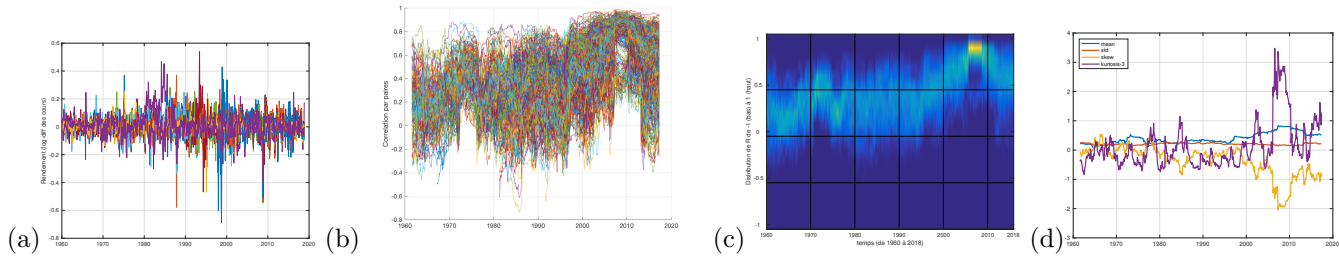 (a)
Rendement (log-diff des cours)
0.8
0.6
0.4
0.2
0
-0.2
-0.4
-0.6
-0.8
1960 1970 1980 1990 2000 2010 2020
(b)
Corrélation par paires
1
0.8
0.6
0.4
0.2
0
-0.2
-0.4
-0.6
-0.8
1960 1970 1980 1990 2000 2010 2020
(c)
Distribution de R de -1 (bas) à 1 (haut)
1
0.5
0
-0.5
-1
1960 1970 1980 1990 2000 2010 2018
temps (de 1960 à 2018)
(d)
mean
std
skew
kurtosis-3
4
3
2
1
0
-1
-2
-3
1960 1970 1980 1990 2000 2010 2020